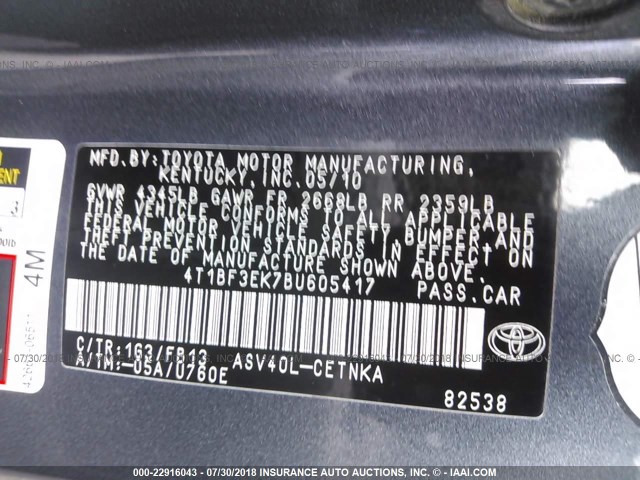 MFD.BY:TOYOTA MOTOR MANUFACTURING,
KENTUCKY,INC.05/10
GVWR 4345LB GAWR FR 2668LB RR 2359LB
THIS VEHICLE CONFORMS TO ALL APPLICABLE
FEDERAL MOTOR VEHICLE SAFETY, BUMPER AND
THEFT PREVENTION STANDARDS IN EFFECT ON
THE DATE OF MANUFACTURE SHOWN ABOVE.
4T1BF3EK7BU605417 PASS.CAR
C/TR:1G3/FB13 ASV40L-CETNKA
A/TM:-05A/U760E
82538
4M
000-22916043 - 07/30/2018 INSURANCE AUTO AUCTIONS, INC. - IAAI.COM